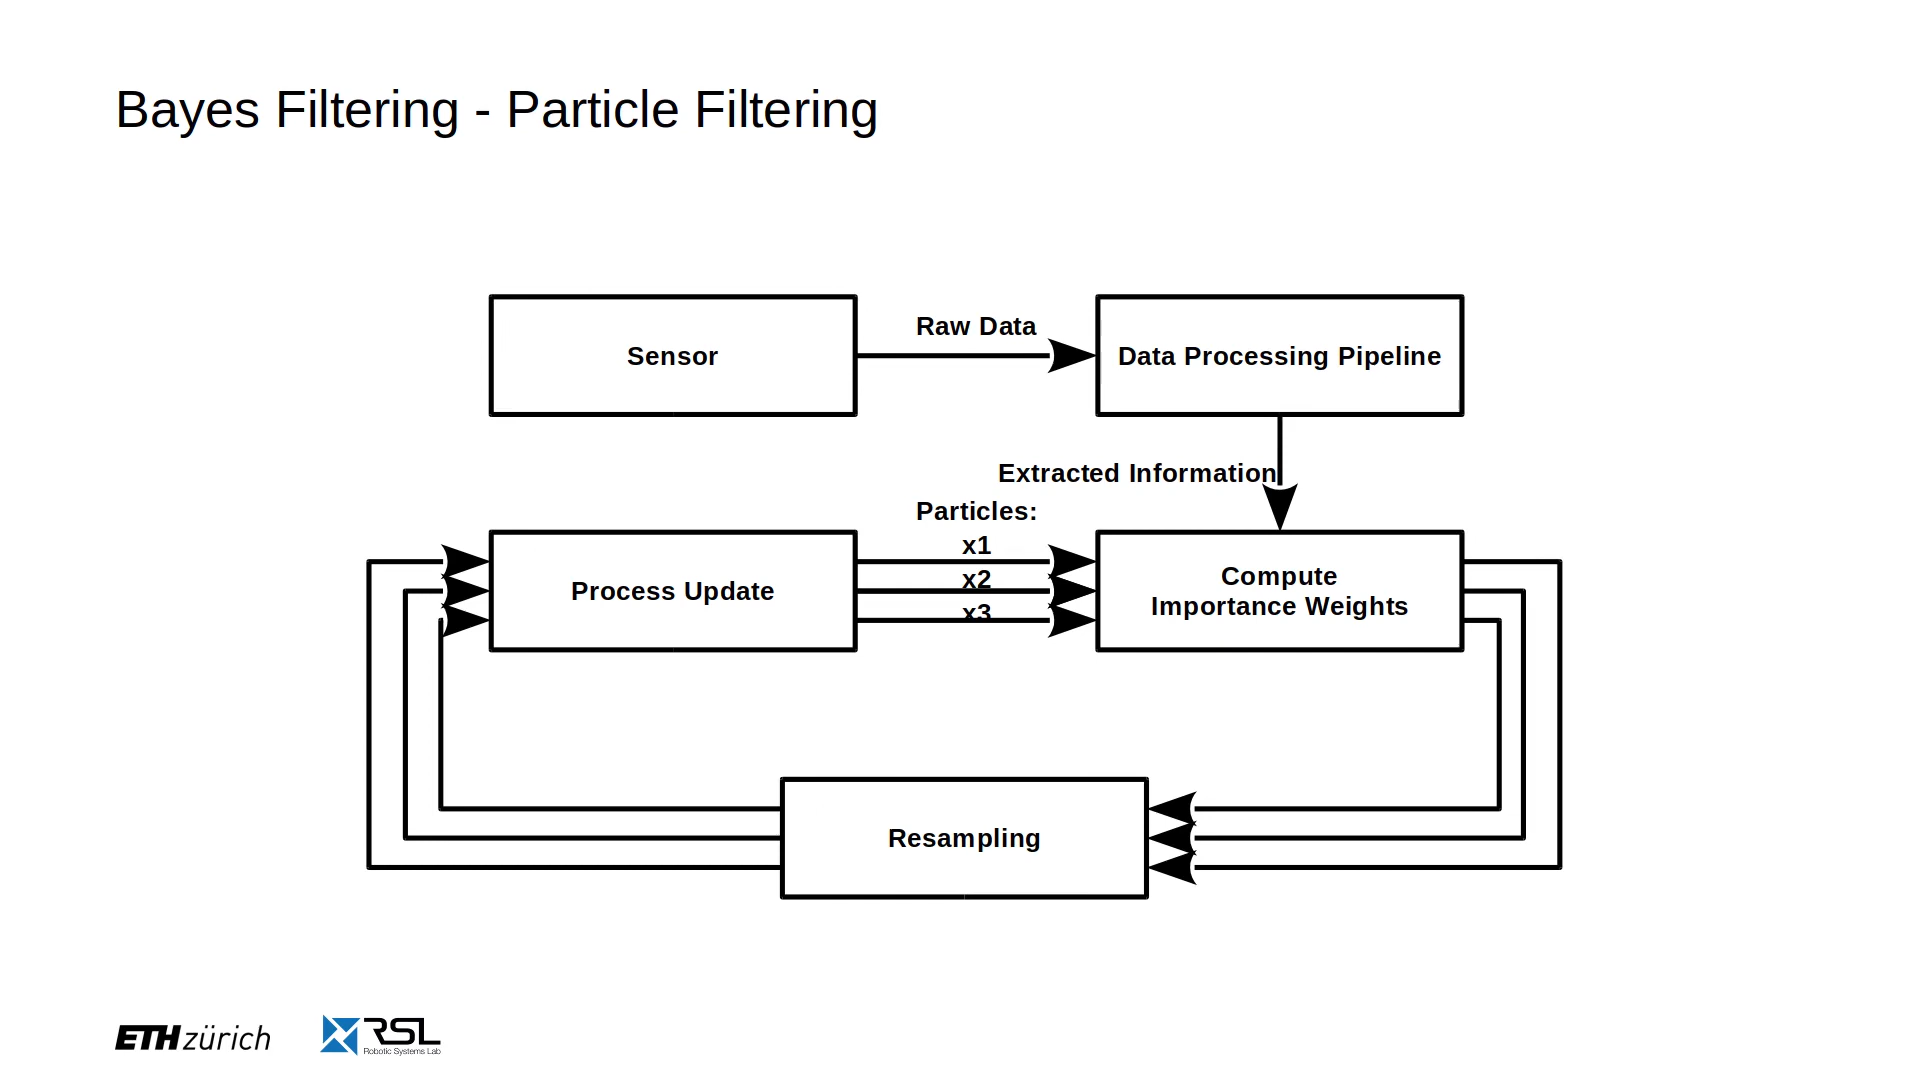 Bayes Filtering - Particle Filtering
Sensor
Raw Data
Data Processing Pipeline
Extracted Information
Particles:
x1
x2
x3
Process Update
Compute
Importance Weights
Resampling
ETH zürich
RSL
Robotic Systems Lab